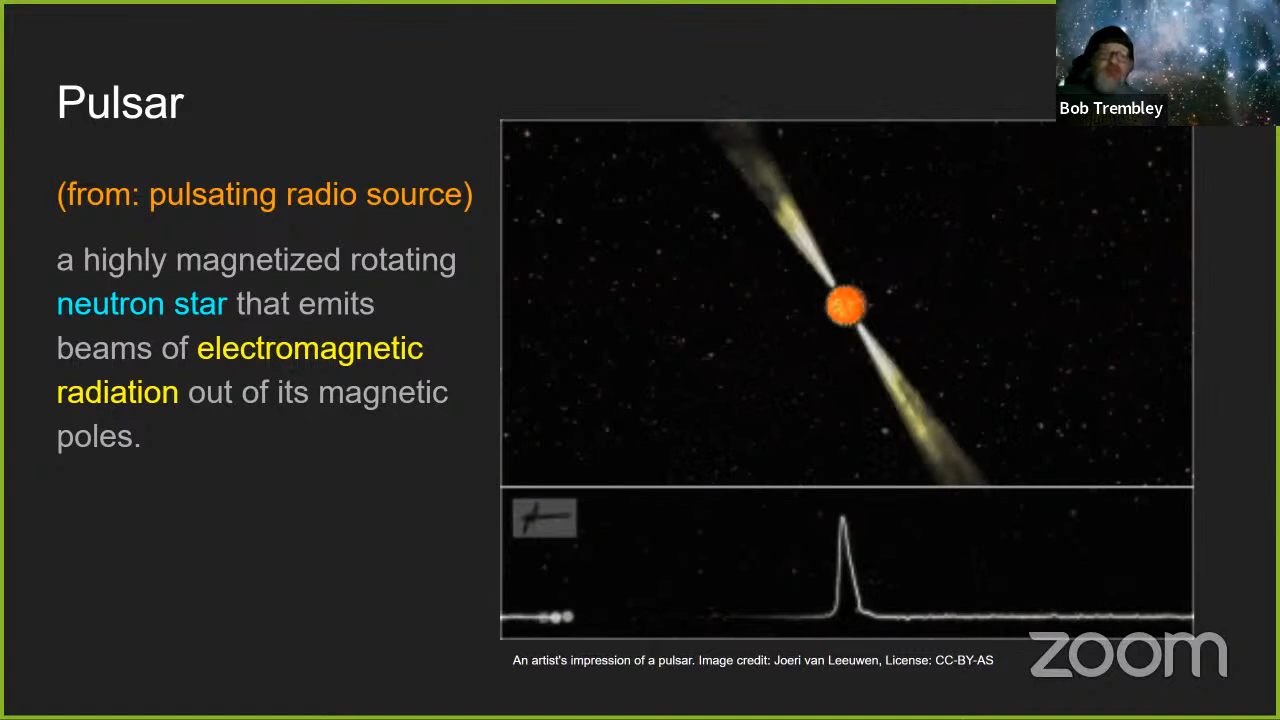 Pulsar
(from: pulsating radio source)
a highly magnetized rotating
neutron star that emits
beams of electromagnetic
radiation out of its magnetic
poles.
Bob Trembley
An artist's impression of a pulsar. Image credit: Joeri van Leeuwen, License: CC-BY-AS
zoom